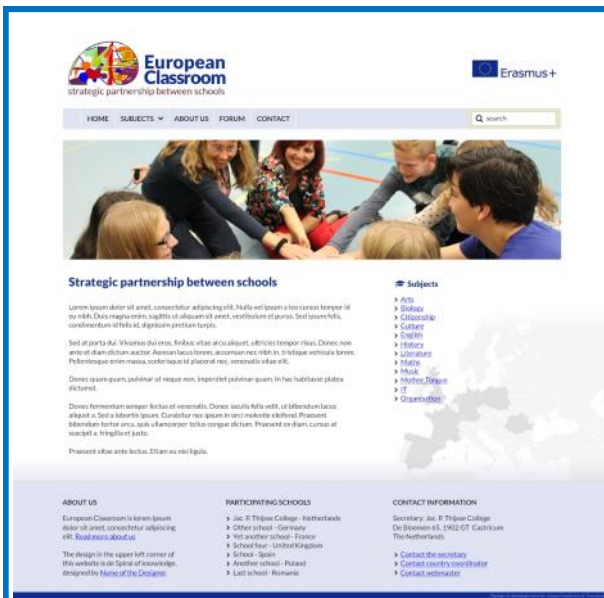 European
Classroom
strategic partnership between schools
Erasmus+
HOME SUBJECTS ABOUT US FORUM CONTACT
search
Strategic partnership between schools
Lorem ipsum dolor sit amet, consectetur adipiscing elit. Nulla vel ipsum a leo cursus tempor id
eu nibh. Duis magna enim, sagittis ut aliquam sit amet, vestibulum et purus. Sed ipsum felis,
condimentum id felis id, dignissim pretium turpis.
Sed at porta dui. Vivamus dui eros, finibus vitae arcu aliquet, ultricies tempor risus. Donec non
ante et diam dictum auctor. Aenean lacus lorem, accumsan nec nibh in, tristique vehicula lorem.
Pellentesque enim massa, scelerisque id placerat nec, venenatis vitae elit.
Donec quam quam, pulvinar ut neque non, imperdiet pulvinar quam. In hac habitasse platea
dictumst.
Donec fermentum semper lectus et venenatis. Donec iaculis felis velit, ut bibendum lacus
aliquet a. Sed a lobortis ipsum. Curabitur nec ipsum in orci molestie eleifend. Praesent
bibendum tortor arcu, quis ullamcorper tellus congue dictum. Praesent ex diam, cursus at
suscipit a, fringilla et justo.
Praesent vitae ante lectus. Etiam eu nisi ligula.
Subjects
Arts
Biology
Citizenship
Culture
English
History
Literature
Maths
Music
Mother Tongue
IT
Organisation
ABOUT US
European Classroom is lorem ipsum
dolor sit amet, consectetur adipiscing
elit. Read more about us
The design in the upper left corner of
this website is de Spiral of knowledge,
designed by Name of the Designer.
PARTICIPATING SCHOOLS
Jac. P. Thijsse College - Netherlands
Other school - Germany
Yet another school - France
School four - United Kingdom
School - Spain
Another school - Poland
Last school - Romania
CONTACT INFORMATION
Secretary: Jac. P. Thijsse College
De Bloemen 65, 1902 GT Castricum
The Netherlands
Contact the secretary
Contact country coordinator
Contact webmaster